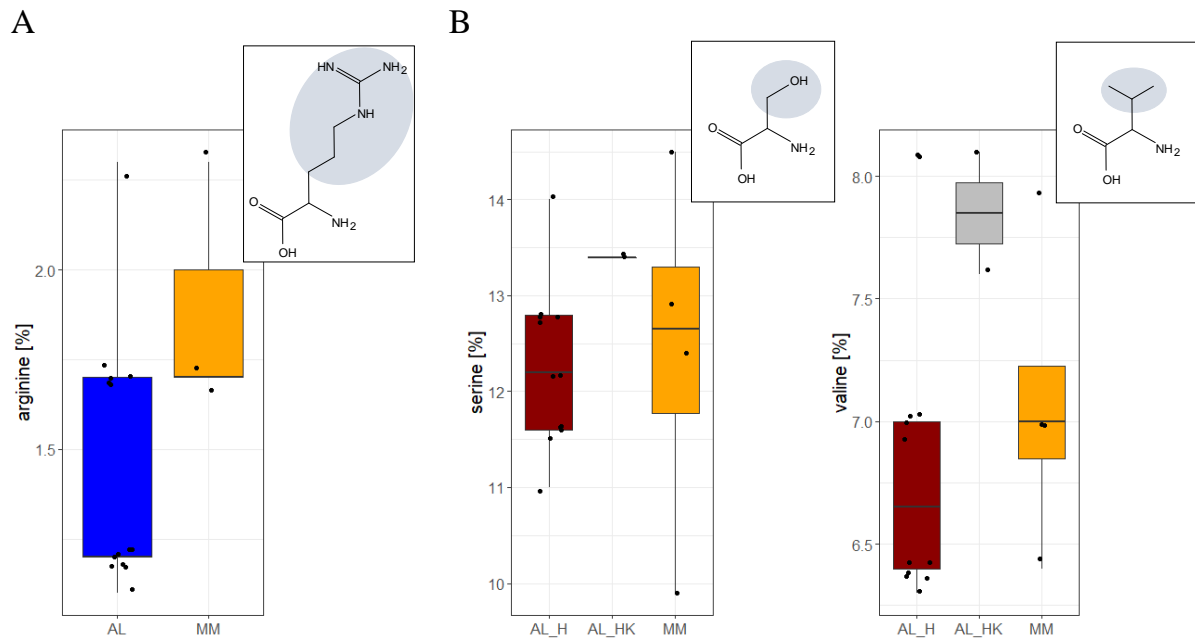 A
B
HN
NH₂
NH
O
NH₂
OH
OH
O
NH₂
OH
O
NH₂
OH
arginine [%]
2.0
1.5
AL
MM
serine [%]
14
13
12
11
10
AL_H
AL_HK
MM
valine [%]
8.0
7.5
7.0
6.5
AL_H
AL_HK
MM